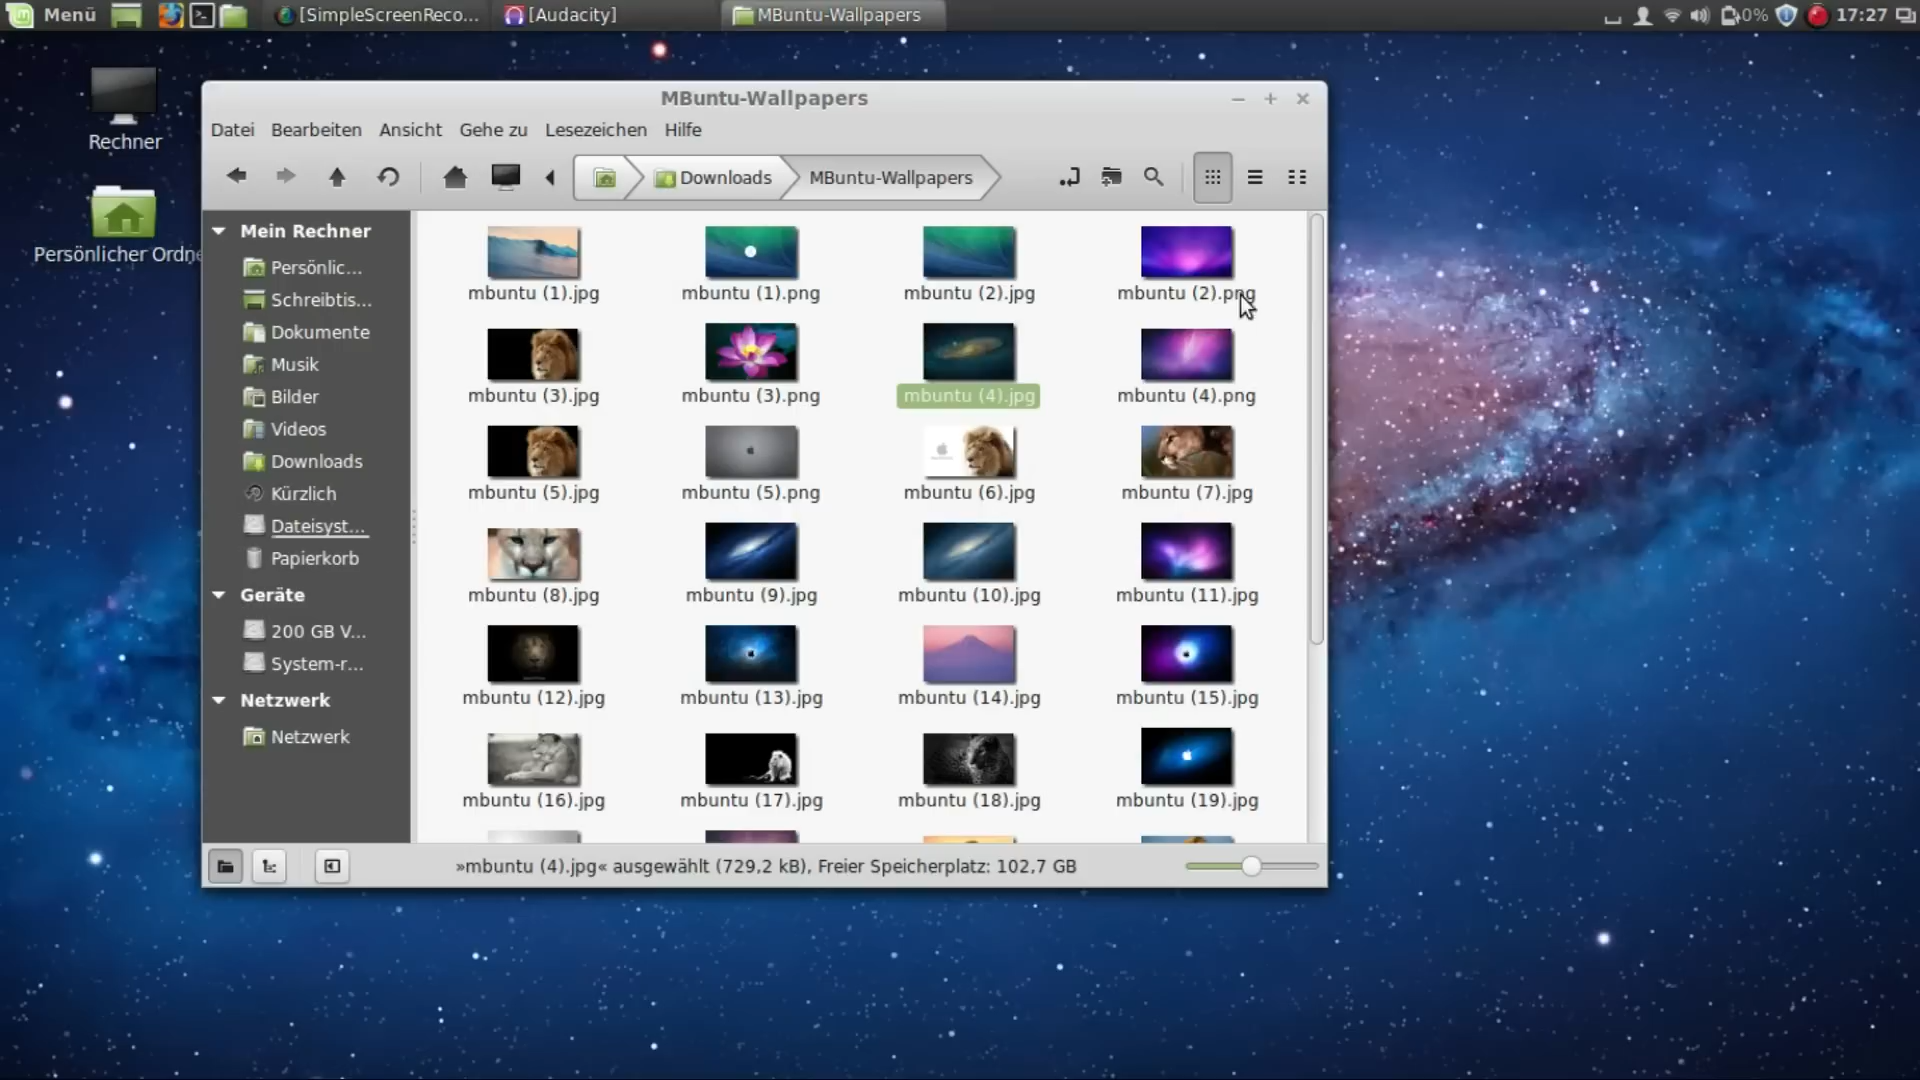 Menü
[SimpleScreenReco...
[Audacity]
MBuntu-Wallpapers
0%
17:27
Rechner
Persönlicher Ordne
MBuntu-Wallpapers
Datei Bearbeiten Ansicht Gehe zu Lesezeichen Hilfe
Downloads
MBuntu-Wallpapers
Mein Rechner
Persönlic...
Schreibtis...
Dokumente
Musik
Bilder
Videos
Downloads
Kürzlich
Dateisyst...
Papierkorb
Geräte
200 GB V...
System-r...
Netzwerk
Netzwerk
mbuntu (1).jpg
mbuntu (1).png
mbuntu (2).jpg
mbuntu (2).png
mbuntu (3).jpg
mbuntu (3).png
mbuntu (4).jpg
mbuntu (4).png
mbuntu (5).jpg
mbuntu (5).png
mbuntu (6).jpg
mbuntu (7).jpg
mbuntu (8).jpg
mbuntu (9).jpg
mbuntu (10).jpg
mbuntu (11).jpg
mbuntu (12).jpg
mbuntu (13).jpg
mbuntu (14).jpg
mbuntu (15).jpg
mbuntu (16).jpg
mbuntu (17).jpg
mbuntu (18).jpg
mbuntu (19).jpg
»mbuntu (4).jpg« ausgewählt (729,2 kB), Freier Speicherplatz: 102,7 GB